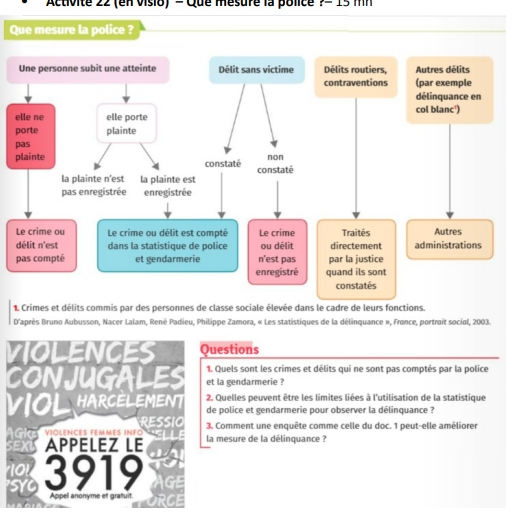 • Activité 22 (en visio) – Que mesure la police ?– 15 mn
Que mesure la police ?
Une personne subit une atteinte
Délit sans victime
Délits routiers,
contraventions
Autres délits
(par exemple
délinquance en
col blanc¹)
elle ne
porte
pas
plainte
elle porte
plainte
la plainte n'est
pas enregistrée
la plainte est
enregistrée
constaté
non
constaté
Le crime ou
délit n'est
pas compté
Le crime ou délit est compté
dans la statistique de police
et gendarmerie
Le crime
ou délit
n'est pas
enregistré
Traités
directement
par la justice
quand ils sont
constatés
Autres
administrations
1. Crimes et délits commis par des personnes de classe sociale élevée dans le cadre de leurs fonctions.
D'après Bruno Aubusson, Nacer Lalam, René Padieu, Philippe Zamora, « Les statistiques de la délinquance », France, portrait social, 2003.
VIOLENCES
CONJUGALES
VIOL HARCÈLEMENT
VIOLENCES FEMMES INFO
APPELEZ LE
3919
Appel anonyme et gratuit.
Questions
1. Quels sont les crimes et délits qui ne sont pas comptés par la police
et la gendarmerie ?
2. Quelles peuvent être les limites liées à l'utilisation de la statistique
de police et gendarmerie pour observer la délinquance ?
3. Comment une enquête comme celle du doc. 1 peut-elle améliorer
la mesure de la délinquance ?